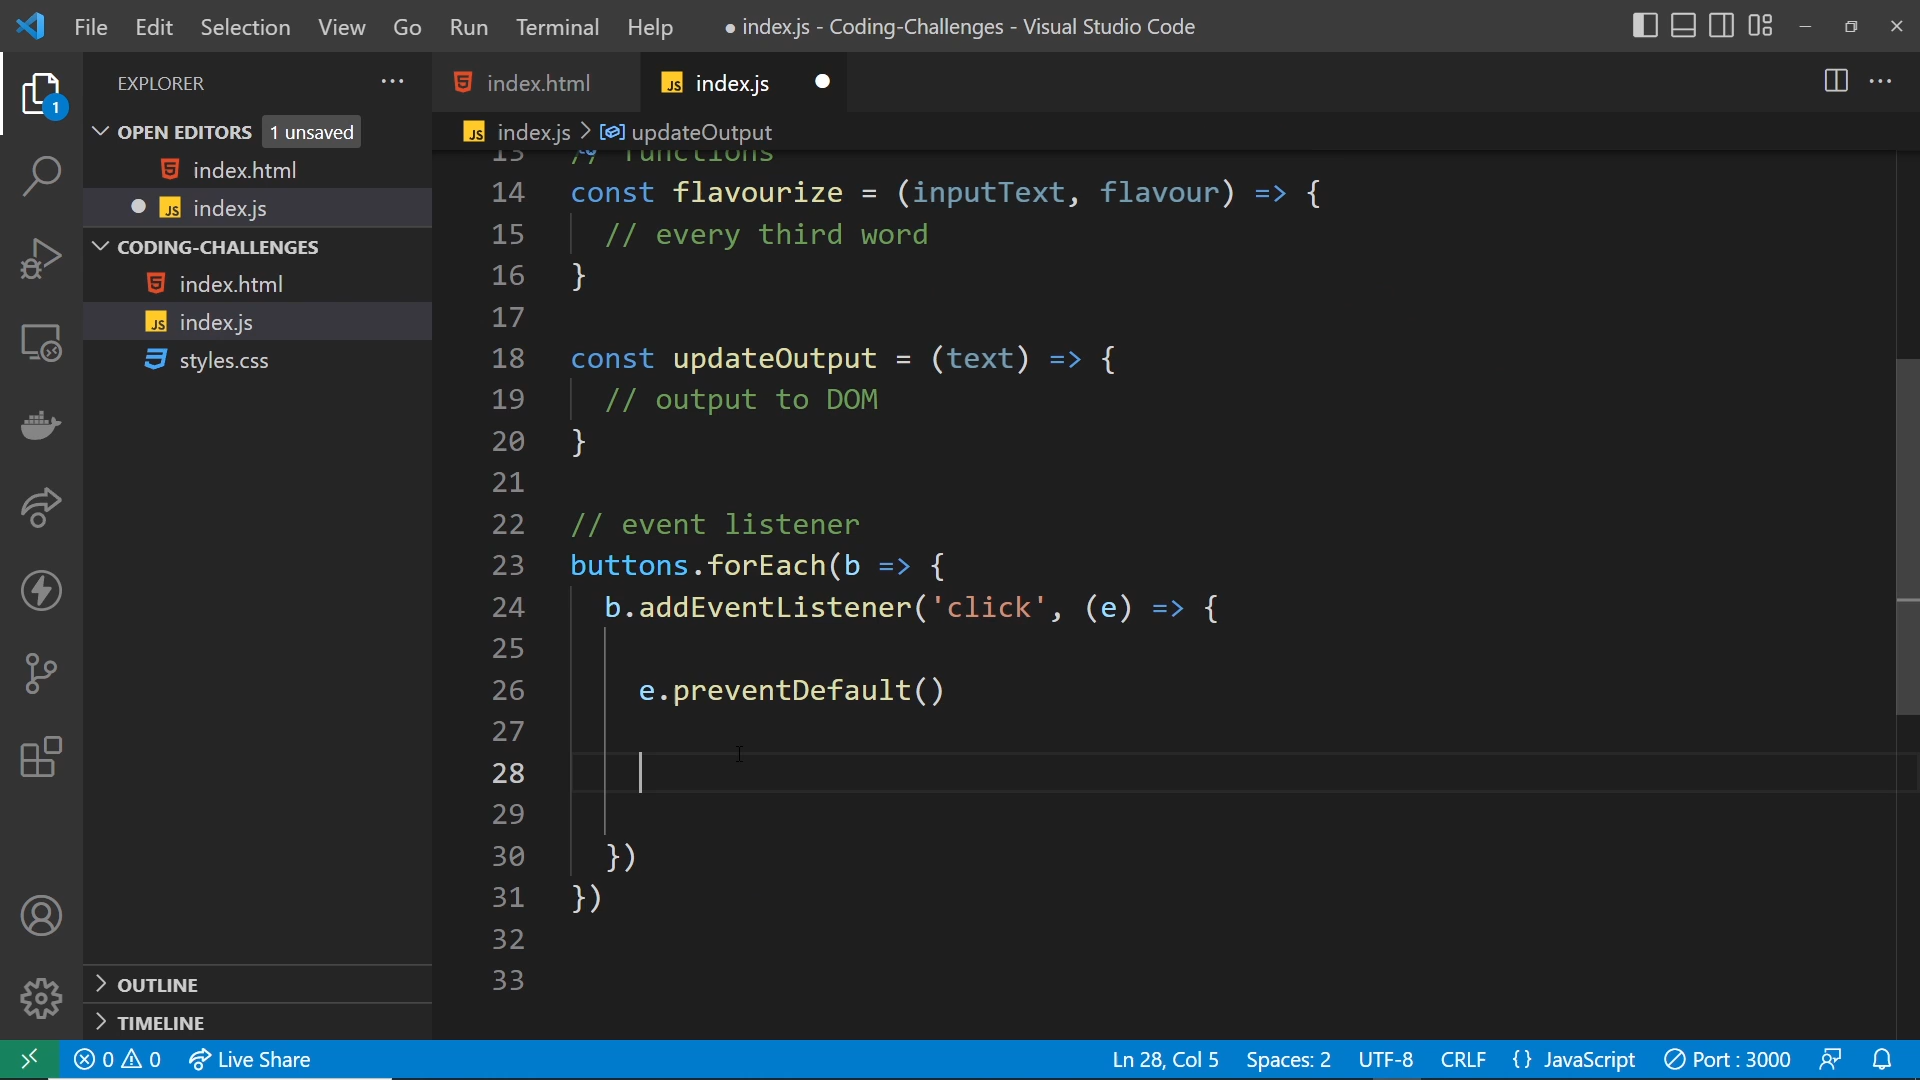 File Edit Selection View Go Run Terminal Help ● index.js - Coding-Challenges - Visual Studio Code
EXPLORER
index.html
index.js
1
OPEN EDITORS 1 unsaved
index.js > updateOutput
index.html
index.js
CODING-CHALLENGES
index.html
index.js
styles.css
13 // functions
14 const flavourize = (inputText, flavour) => {
15 // every third word
16 }
17
18 const updateOutput = (text) => {
19 // output to DOM
20 }
21
22 // event listener
23 buttons.forEach(b => {
24 b.addEventListener('click', (e) => {
25
26 e.preventDefault()
27
28
29
30 })
31 })
32
33
OUTLINE
TIMELINE
0 0 Live Share Ln 28, Col 5 Spaces: 2 UTF-8 CRLF {} JavaScript Port : 3000